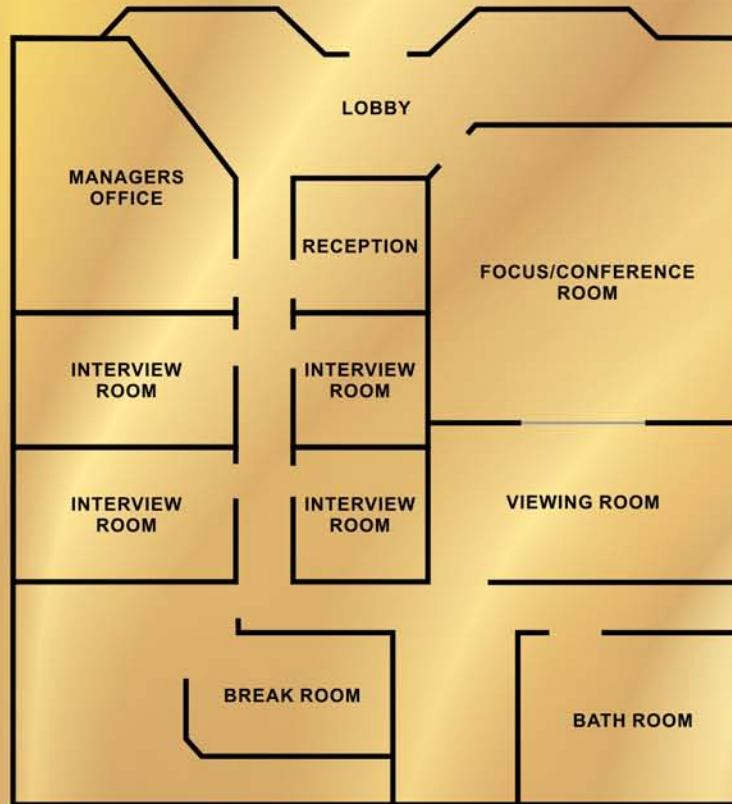 LOBBY
MANAGERS
OFFICE
RECEPTION
FOCUS/CONFERENCE
ROOM
INTERVIEW
ROOM
INTERVIEW
ROOM
INTERVIEW
ROOM
INTERVIEW
ROOM
VIEWING ROOM
BREAK ROOM
BATH ROOM